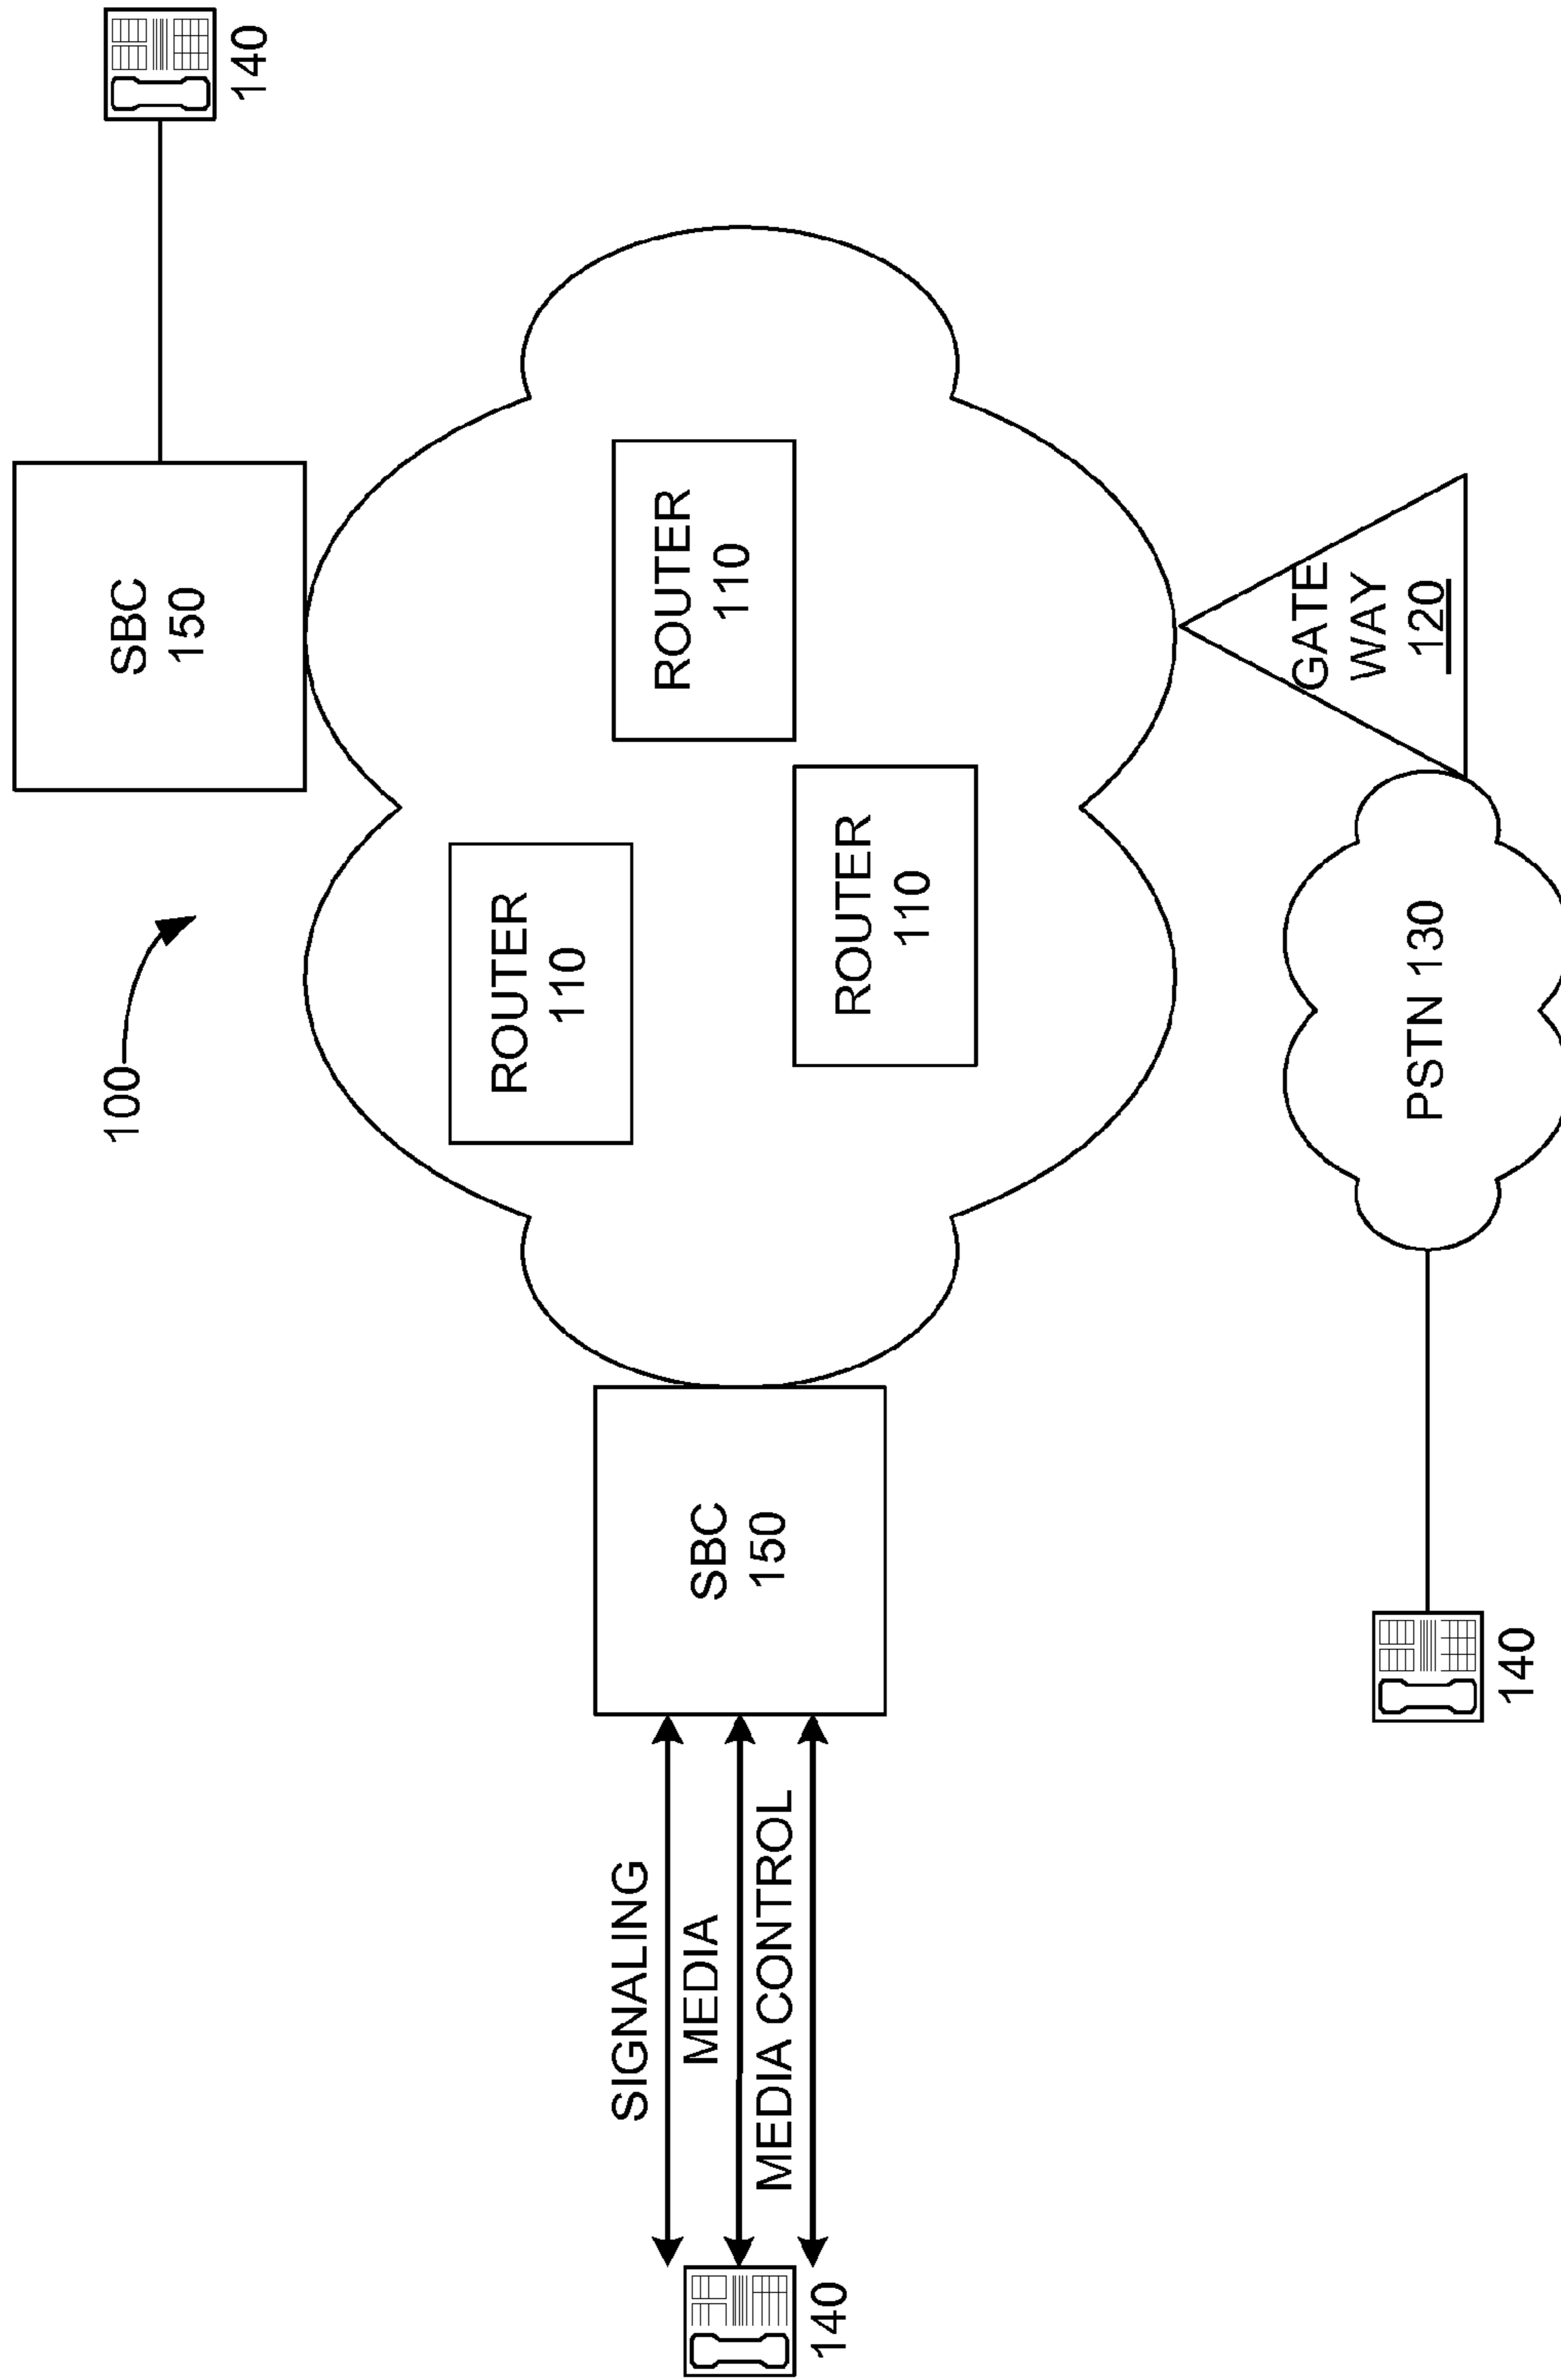 100
SBC
150
140
ROUTER
110
ROUTER
110
ROUTER
110
SIGNALING
MEDIA
MEDIA CONTROL
140
SBC
150
GATE
WAY
120
PSTN 130
140